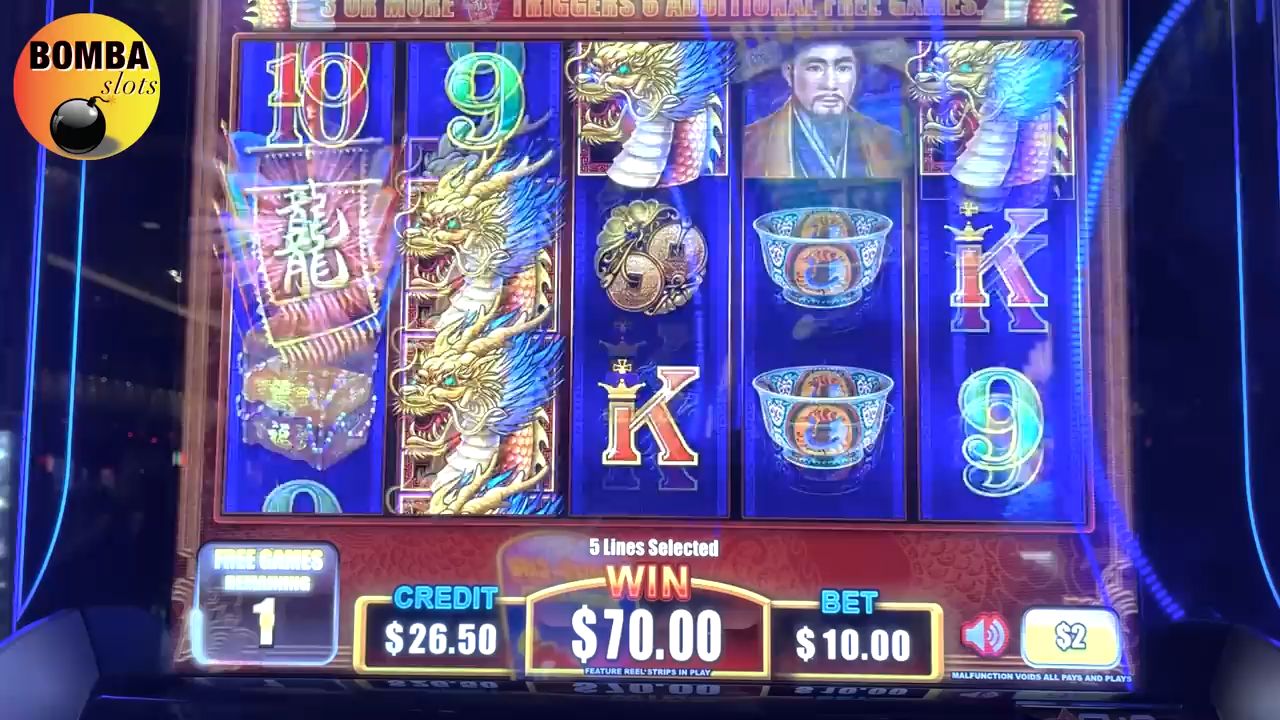 BOMBA
slots
3 OR MORE TRIGGERS 6 ADDITIONAL FREE GAMES.
10 9
龍龍 K
福 K 9
5 Lines Selected
FREE GAMES
REMAINING
1
CREDIT
$26.50
WIN
$70.00
FEATURE REEL STRIPS IN PLAY
BET
$10.00
$2
MALFUNCTION VOIDS ALL PAYS AND PLAYS